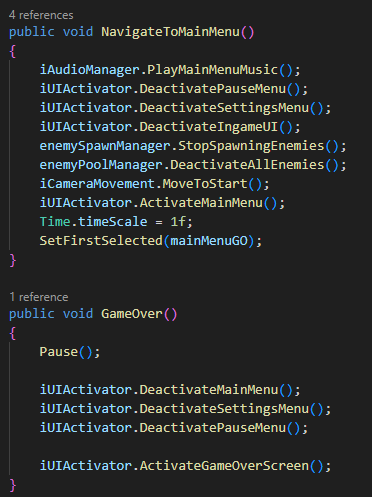 4 references
public void NavigateToMainMenu()
{
    iAudioManager.PlayMainMenuMusic();
    iUIActivator.DeactivatePauseMenu();
    iUIActivator.DeactivateSettingsMenu();
    iUIActivator.DeactivateIngameUI();
    enemySpawnManager.StopSpawningEnemies();
    enemyPoolManager.DeactivateAllEnemies();
    iCameraMovement.MoveToStart();
    iUIActivator.ActivateMainMenu();
    Time.timeScale = 1f;
    SetFirstSelected(mainMenuGO);
}
1 reference
public void GameOver()
{
    Pause();
    iUIActivator.DeactivateMainMenu();
    iUIActivator.DeactivateSettingsMenu();
    iUIActivator.DeactivatePauseMenu();
    iUIActivator.ActivateGameOverScreen();
}